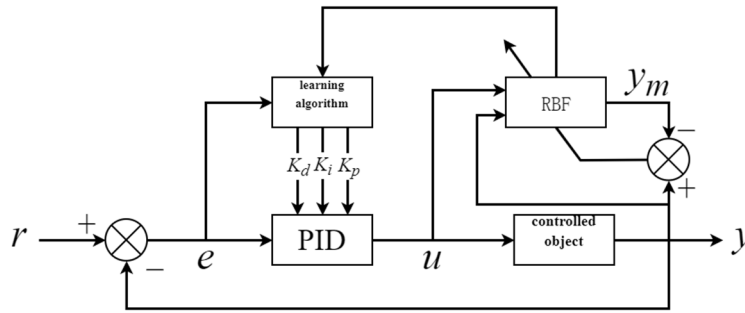 learning
algorithm
RBF
y_m
−
K_d K_i K_p
+
r
+
PID
controlled
object
y
−
e
u